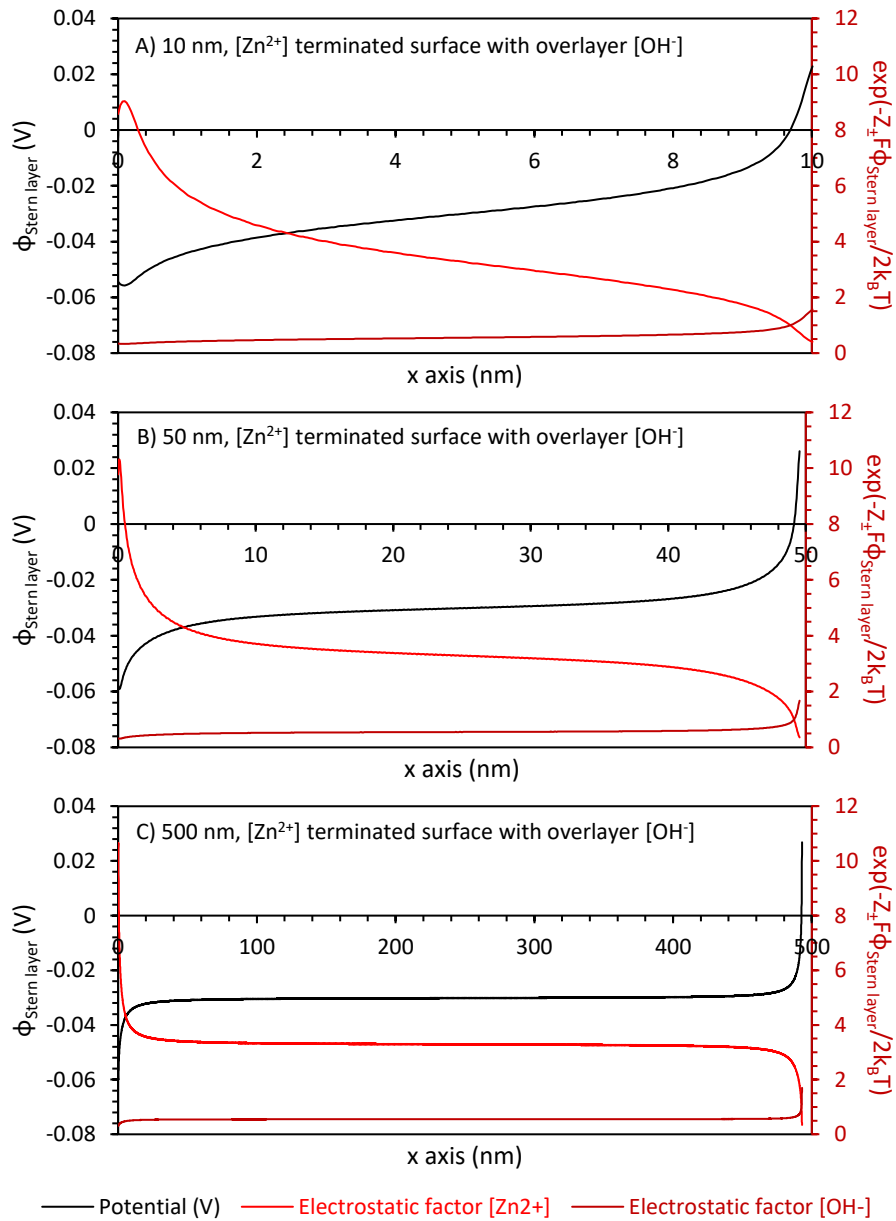 A) 10 nm, [Zn²⁺] terminated surface with overlayer [OH⁻]
0.04
0.02
0
-0.02
-0.04
-0.06
-0.08
ϕStern layer (V)
0 2 4 6 8 10
x axis (nm)
12
10
8
6
4
2
0
exp(-Z±FϕStern layer/2kBT)
B) 50 nm, [Zn²⁺] terminated surface with overlayer [OH⁻]
0.04
0.02
0
-0.02
-0.04
-0.06
-0.08
ϕStern layer (V)
0 10 20 30 40 50
x axis (nm)
12
10
8
6
4
2
0
exp(-Z±FϕStern layer/2kBT)
C) 500 nm, [Zn²⁺] terminated surface with overlayer [OH⁻]
0.04
0.02
0
-0.02
-0.04
-0.06
-0.08
ϕStern layer (V)
0 100 200 300 400 500
x axis (nm)
12
10
8
6
4
2
0
exp(-Z±FϕStern layer/2kBT)
Potential (V) Electrostatic factor [Zn2+] Electrostatic factor [OH-]